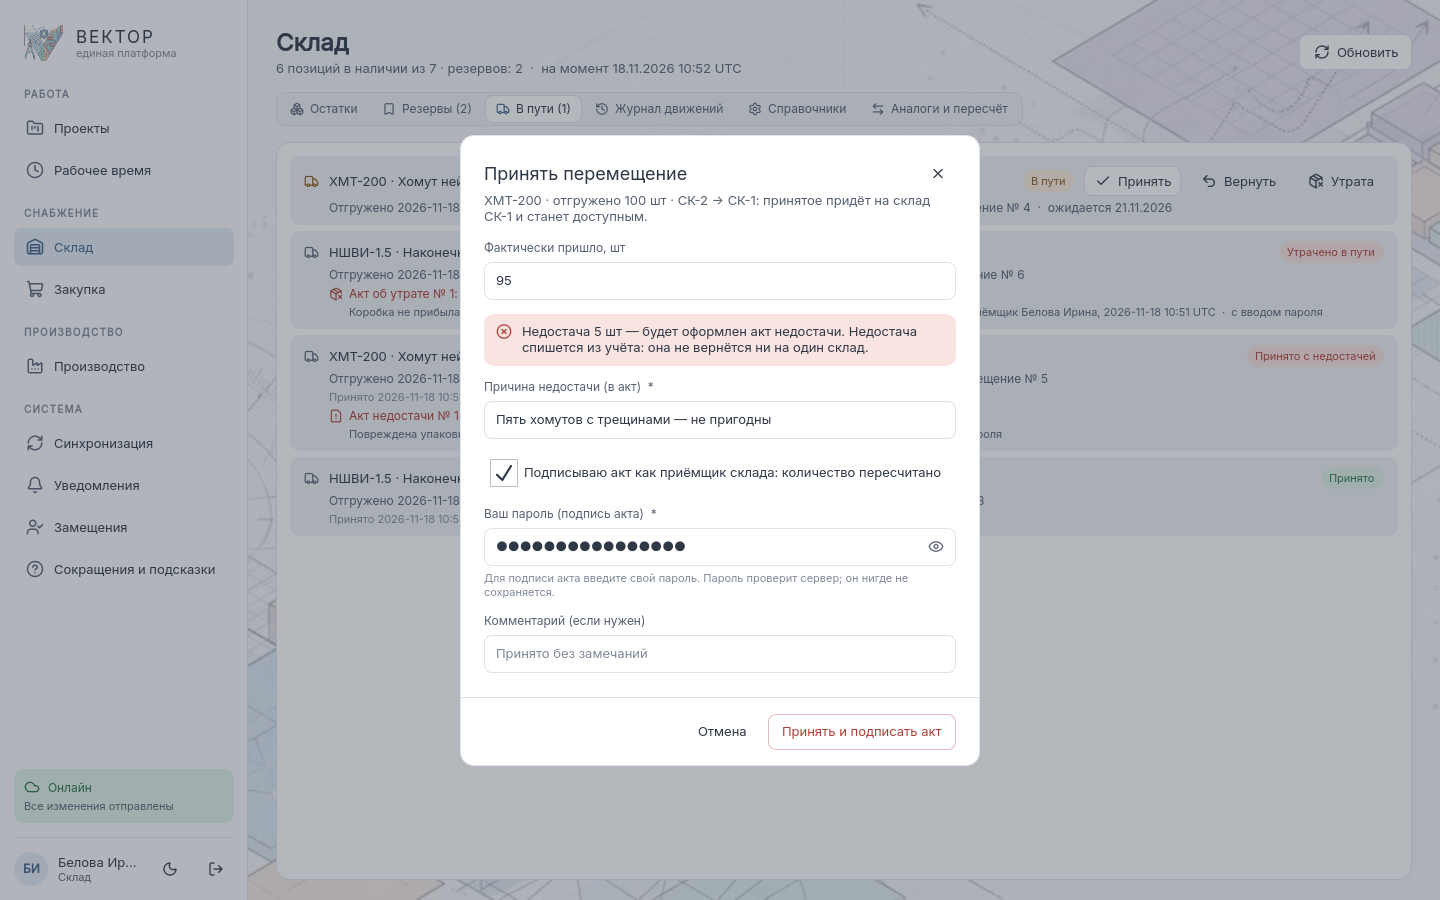 ВЕКТОР
единая платформа
РАБОТА
Проекты
Рабочее время
СНАБЖЕНИЕ
Склад
Закупка
ПРОИЗВОДСТВО
Производство
СИСТЕМА
Синхронизация
Уведомления
Замещения
Сокращения и подсказки
Онлайн
Все изменения отправлены
БИ
Белова Ир...
Склад
Склад
6 позиций в наличии из 7 · резервов: 2 · на момент 18.11.2026 10:52 UTC
Обновить
Остатки
Резервы (2)
В пути (1)
Журнал движений
Справочники
Аналоги и пересчёт
ХМТ-200 · Хомут ней
В пути
Принять
Вернуть
Утрата
Отгружено 2026-11-18
ние № 4 · ожидается 21.11.2026
НШВИ-1.5 · Наконечн
Утрачено в пути
Отгружено 2026-11-18
ние № 6
Акт об утрате № 1:
Коробка не прибыла
ёмщик Белова Ирина, 2026-11-18 10:51 UTC · с вводом пароля
ХМТ-200 · Хомут ней
Принято с недостачей
Отгружено 2026-11-18
ещение № 5
Принято 2026-11-18 10:5
Акт недостачи № 1
Повреждена упаковк
роля
НШВИ-1.5 · Наконечн
Принято
Отгружено 2026-11-18
Принято 2026-11-18 10:5
Принять перемещение
ХМТ-200 · отгружено 100 шт · СК-2 → СК-1: принятое придёт на склад
СК-1 и станет доступным.
Фактически пришло, шт
95
Недостача 5 шт — будет оформлен акт недостачи. Недостача
спишется из учёта: она не вернётся ни на один склад.
Причина недостачи (в акт) *
Пять хомутов с трещинами — не пригодны
Подписываю акт как приёмщик склада: количество пересчитано
Ваш пароль (подпись акта) *
●●●●●●●●●●●●●●●●
Для подписи акта введите свой пароль. Пароль проверит сервер; он нигде не
сохраняется.
Комментарий (если нужен)
Принято без замечаний
Отмена
Принять и подписать акт